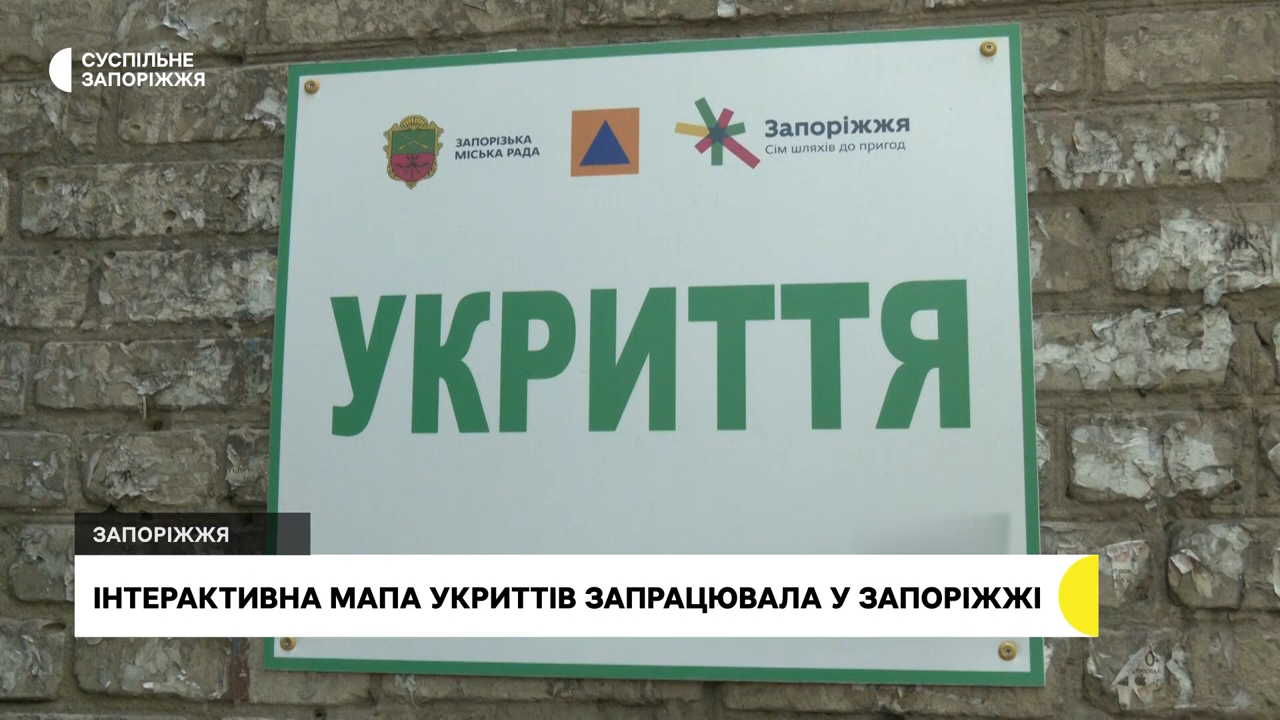 СУСПІЛЬНЕ
ЗАПОРІЖЖЯ
ЗАПОРІЗЬКА
МІСЬКА РАДА
Запоріжжя
Сім шляхів до пригод
УКРИТТЯ
ЗАПОРІЖЖЯ
ІНТЕРАКТИВНА МАПА УКРИТТІВ ЗАПРАЦЮВАЛА У ЗАПОРІЖЖІ